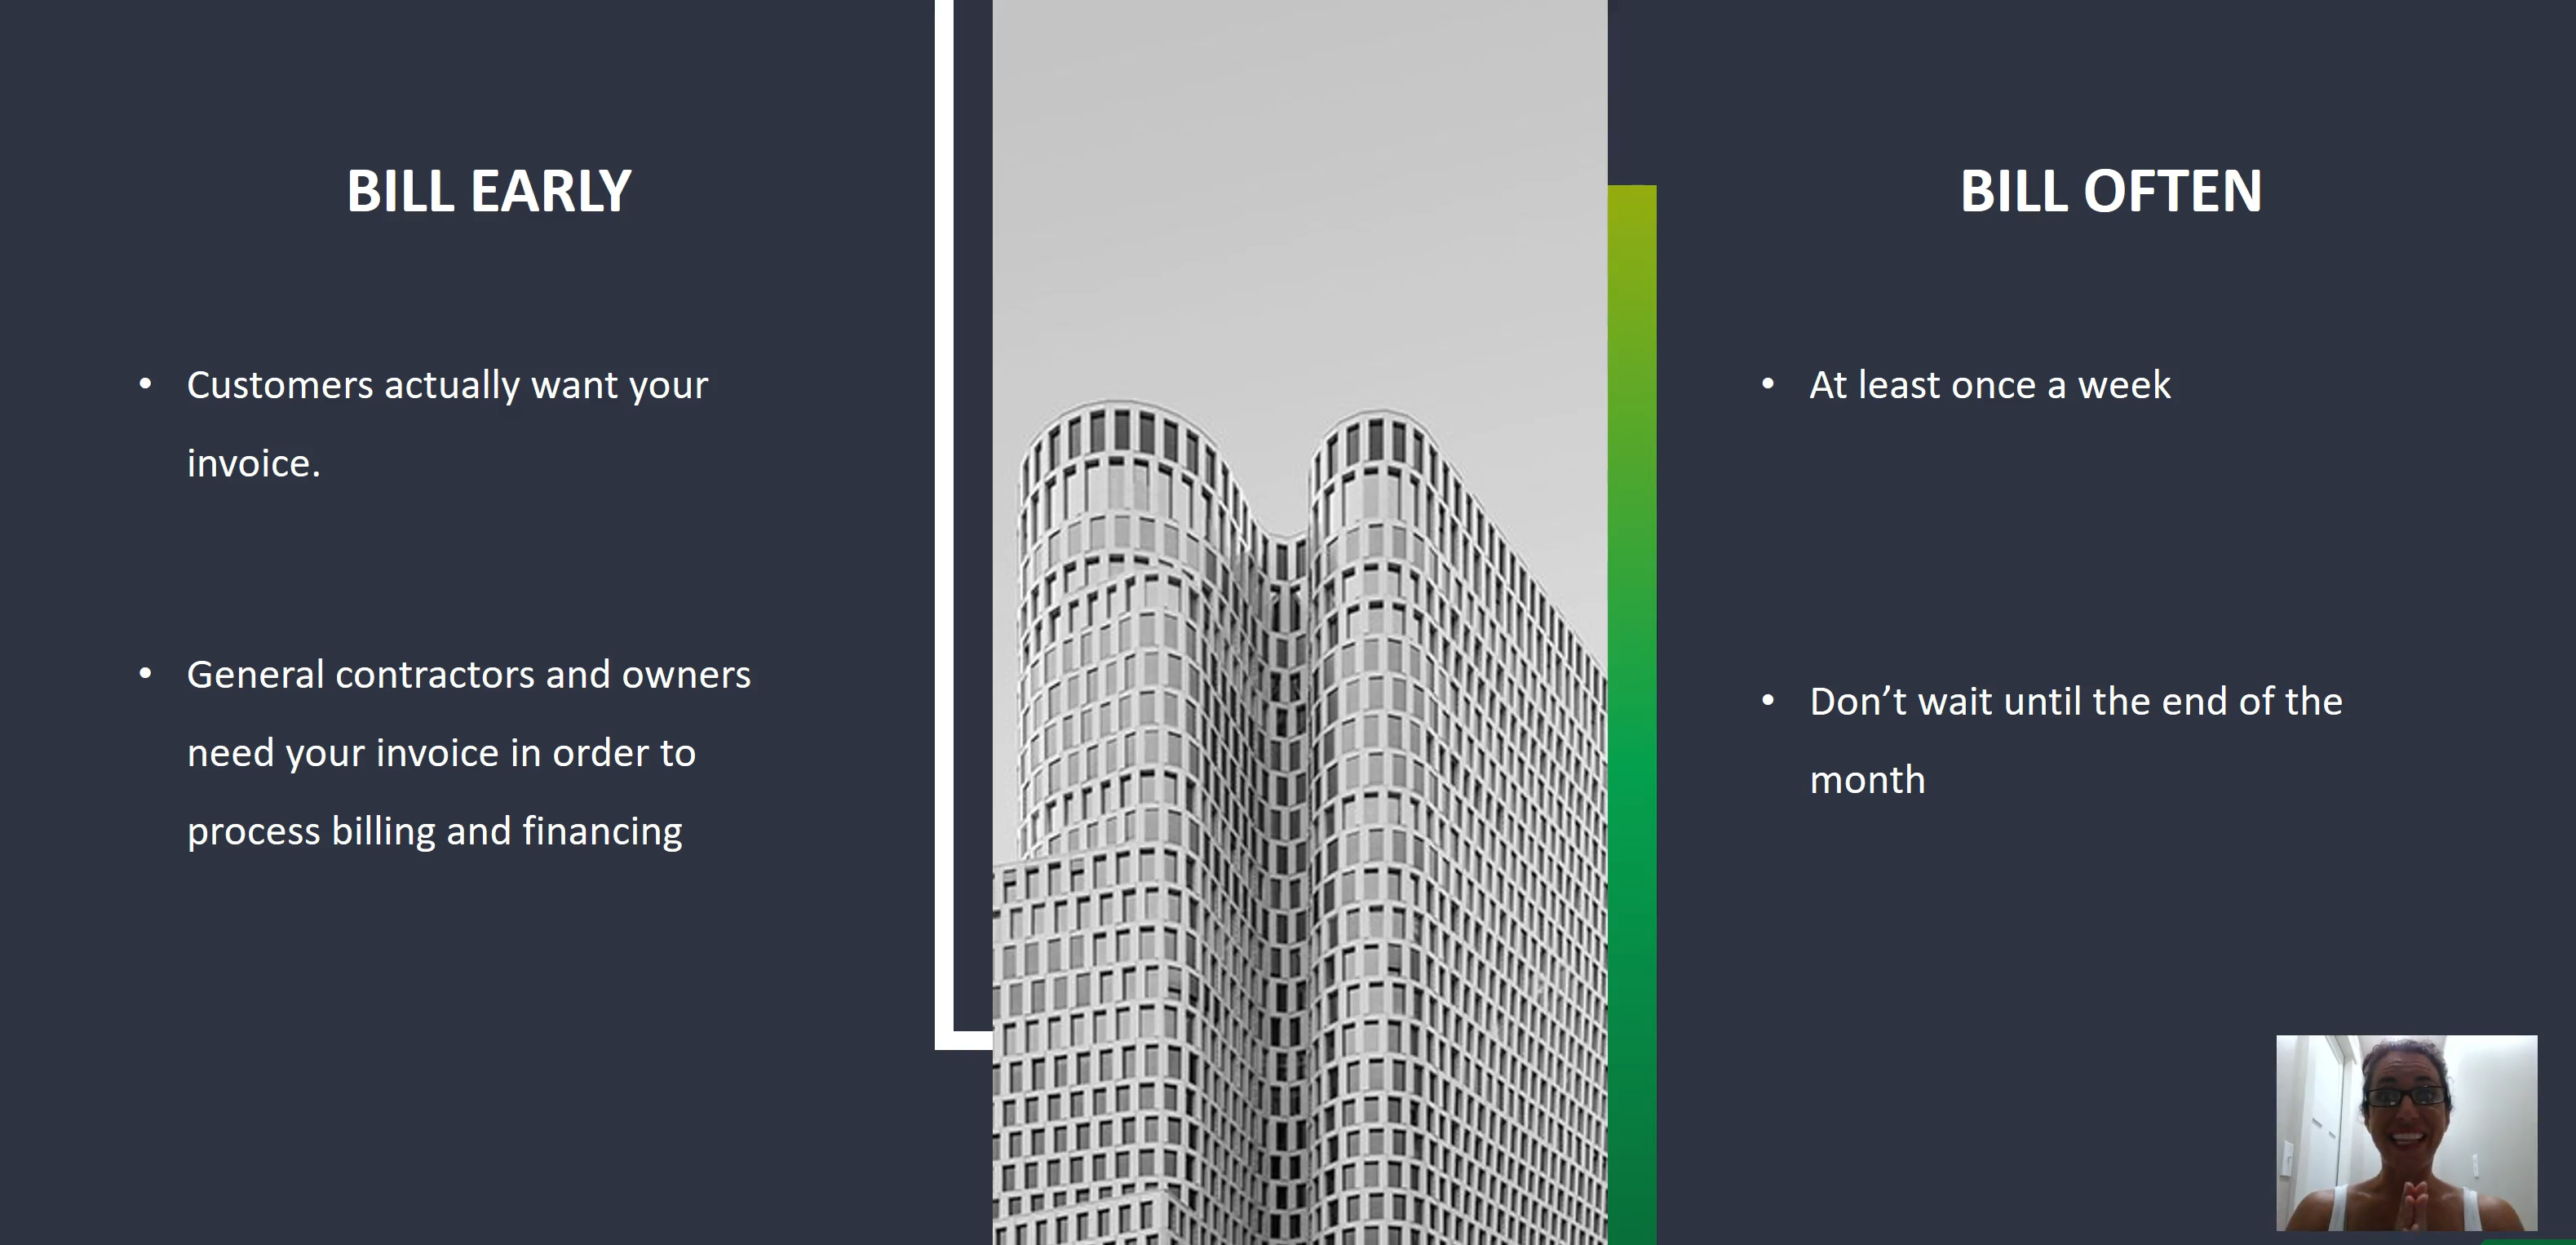 BILL EARLY
• Customers actually want your
invoice.
• General contractors and owners
need your invoice in order to
process billing and financing
BILL OFTEN
• At least once a week
• Don’t wait until the end of the
month